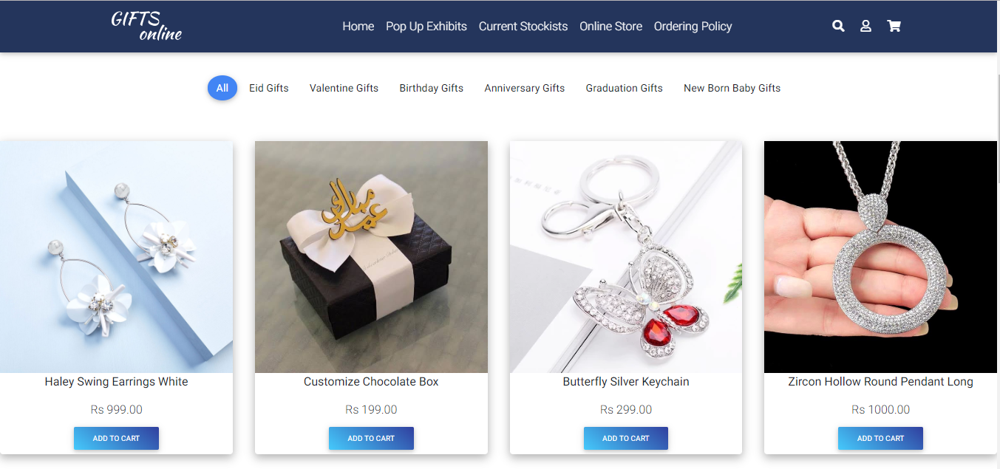 GIFTS
online
Home Pop Up Exhibits Current Stockists Online Store Ordering Policy
All Eid Gifts Valentine Gifts Birthday Gifts Anniversary Gifts Graduation Gifts New Born Baby Gifts
عيد مبارك
Haley Swing Earrings White
Customize Chocolate Box
Butterfly Silver Keychain
Zircon Hollow Round Pendant Long
Rs 999.00
Rs 199.00
Rs 299.00
Rs 1000.00
ADD TO CART
ADD TO CART
ADD TO CART
ADD TO CART